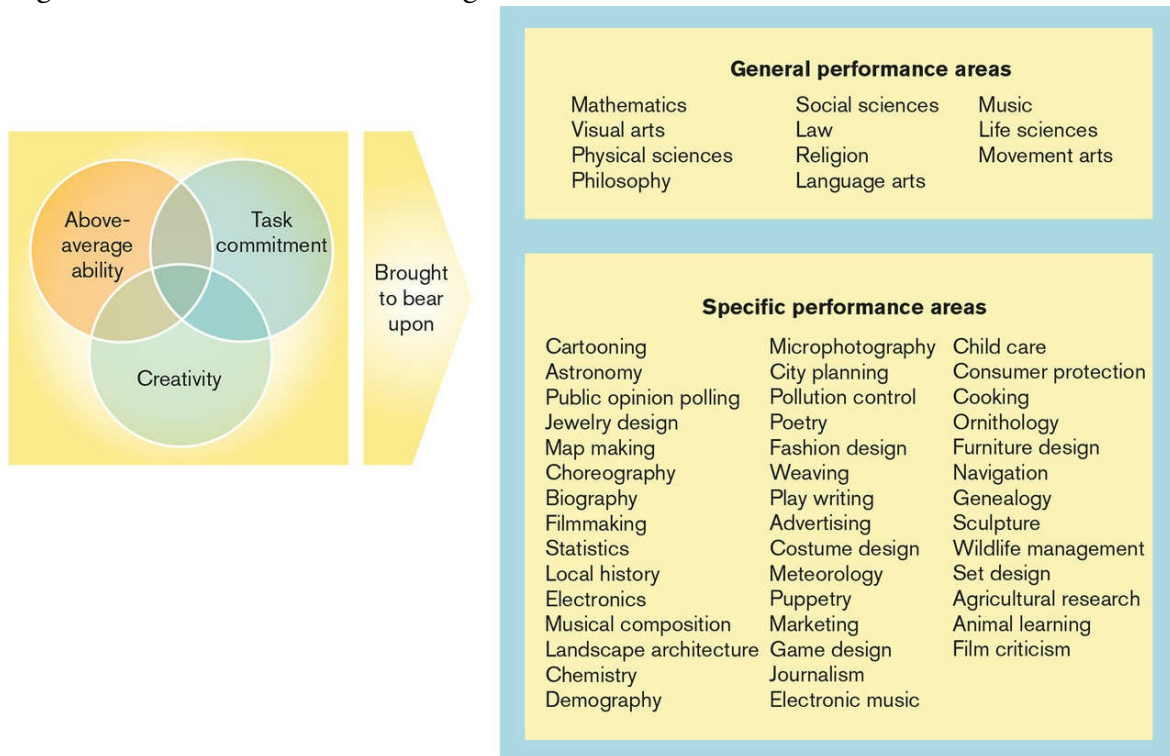 Above-
average
ability
Task
commitment
Creativity
Brought
to bear
upon
General performance areas
Mathematics
Visual arts
Physical sciences
Philosophy
Social sciences
Law
Religion
Language arts
Music
Life sciences
Movement arts
Specific performance areas
Cartooning
Astronomy
Public opinion polling
Jewelry design
Map making
Choreography
Biography
Filmmaking
Statistics
Local history
Electronics
Musical composition
Landscape architecture
Chemistry
Demography
Microphotography
City planning
Pollution control
Poetry
Fashion design
Weaving
Play writing
Advertising
Costume design
Meteorology
Puppetry
Marketing
Game design
Journalism
Electronic music
Child care
Consumer protection
Cooking
Ornithology
Furniture design
Navigation
Genealogy
Sculpture
Wildlife management
Set design
Agricultural research
Animal learning
Film criticism